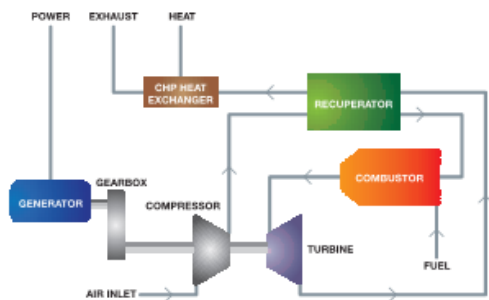 POWER
EXHAUST
HEAT
CHP HEAT
EXCHANGER
RECUPERATOR
COMBUSTOR
GEARBOX
GENERATOR
COMPRESSOR
TURBINE
FUEL
AIR INLET